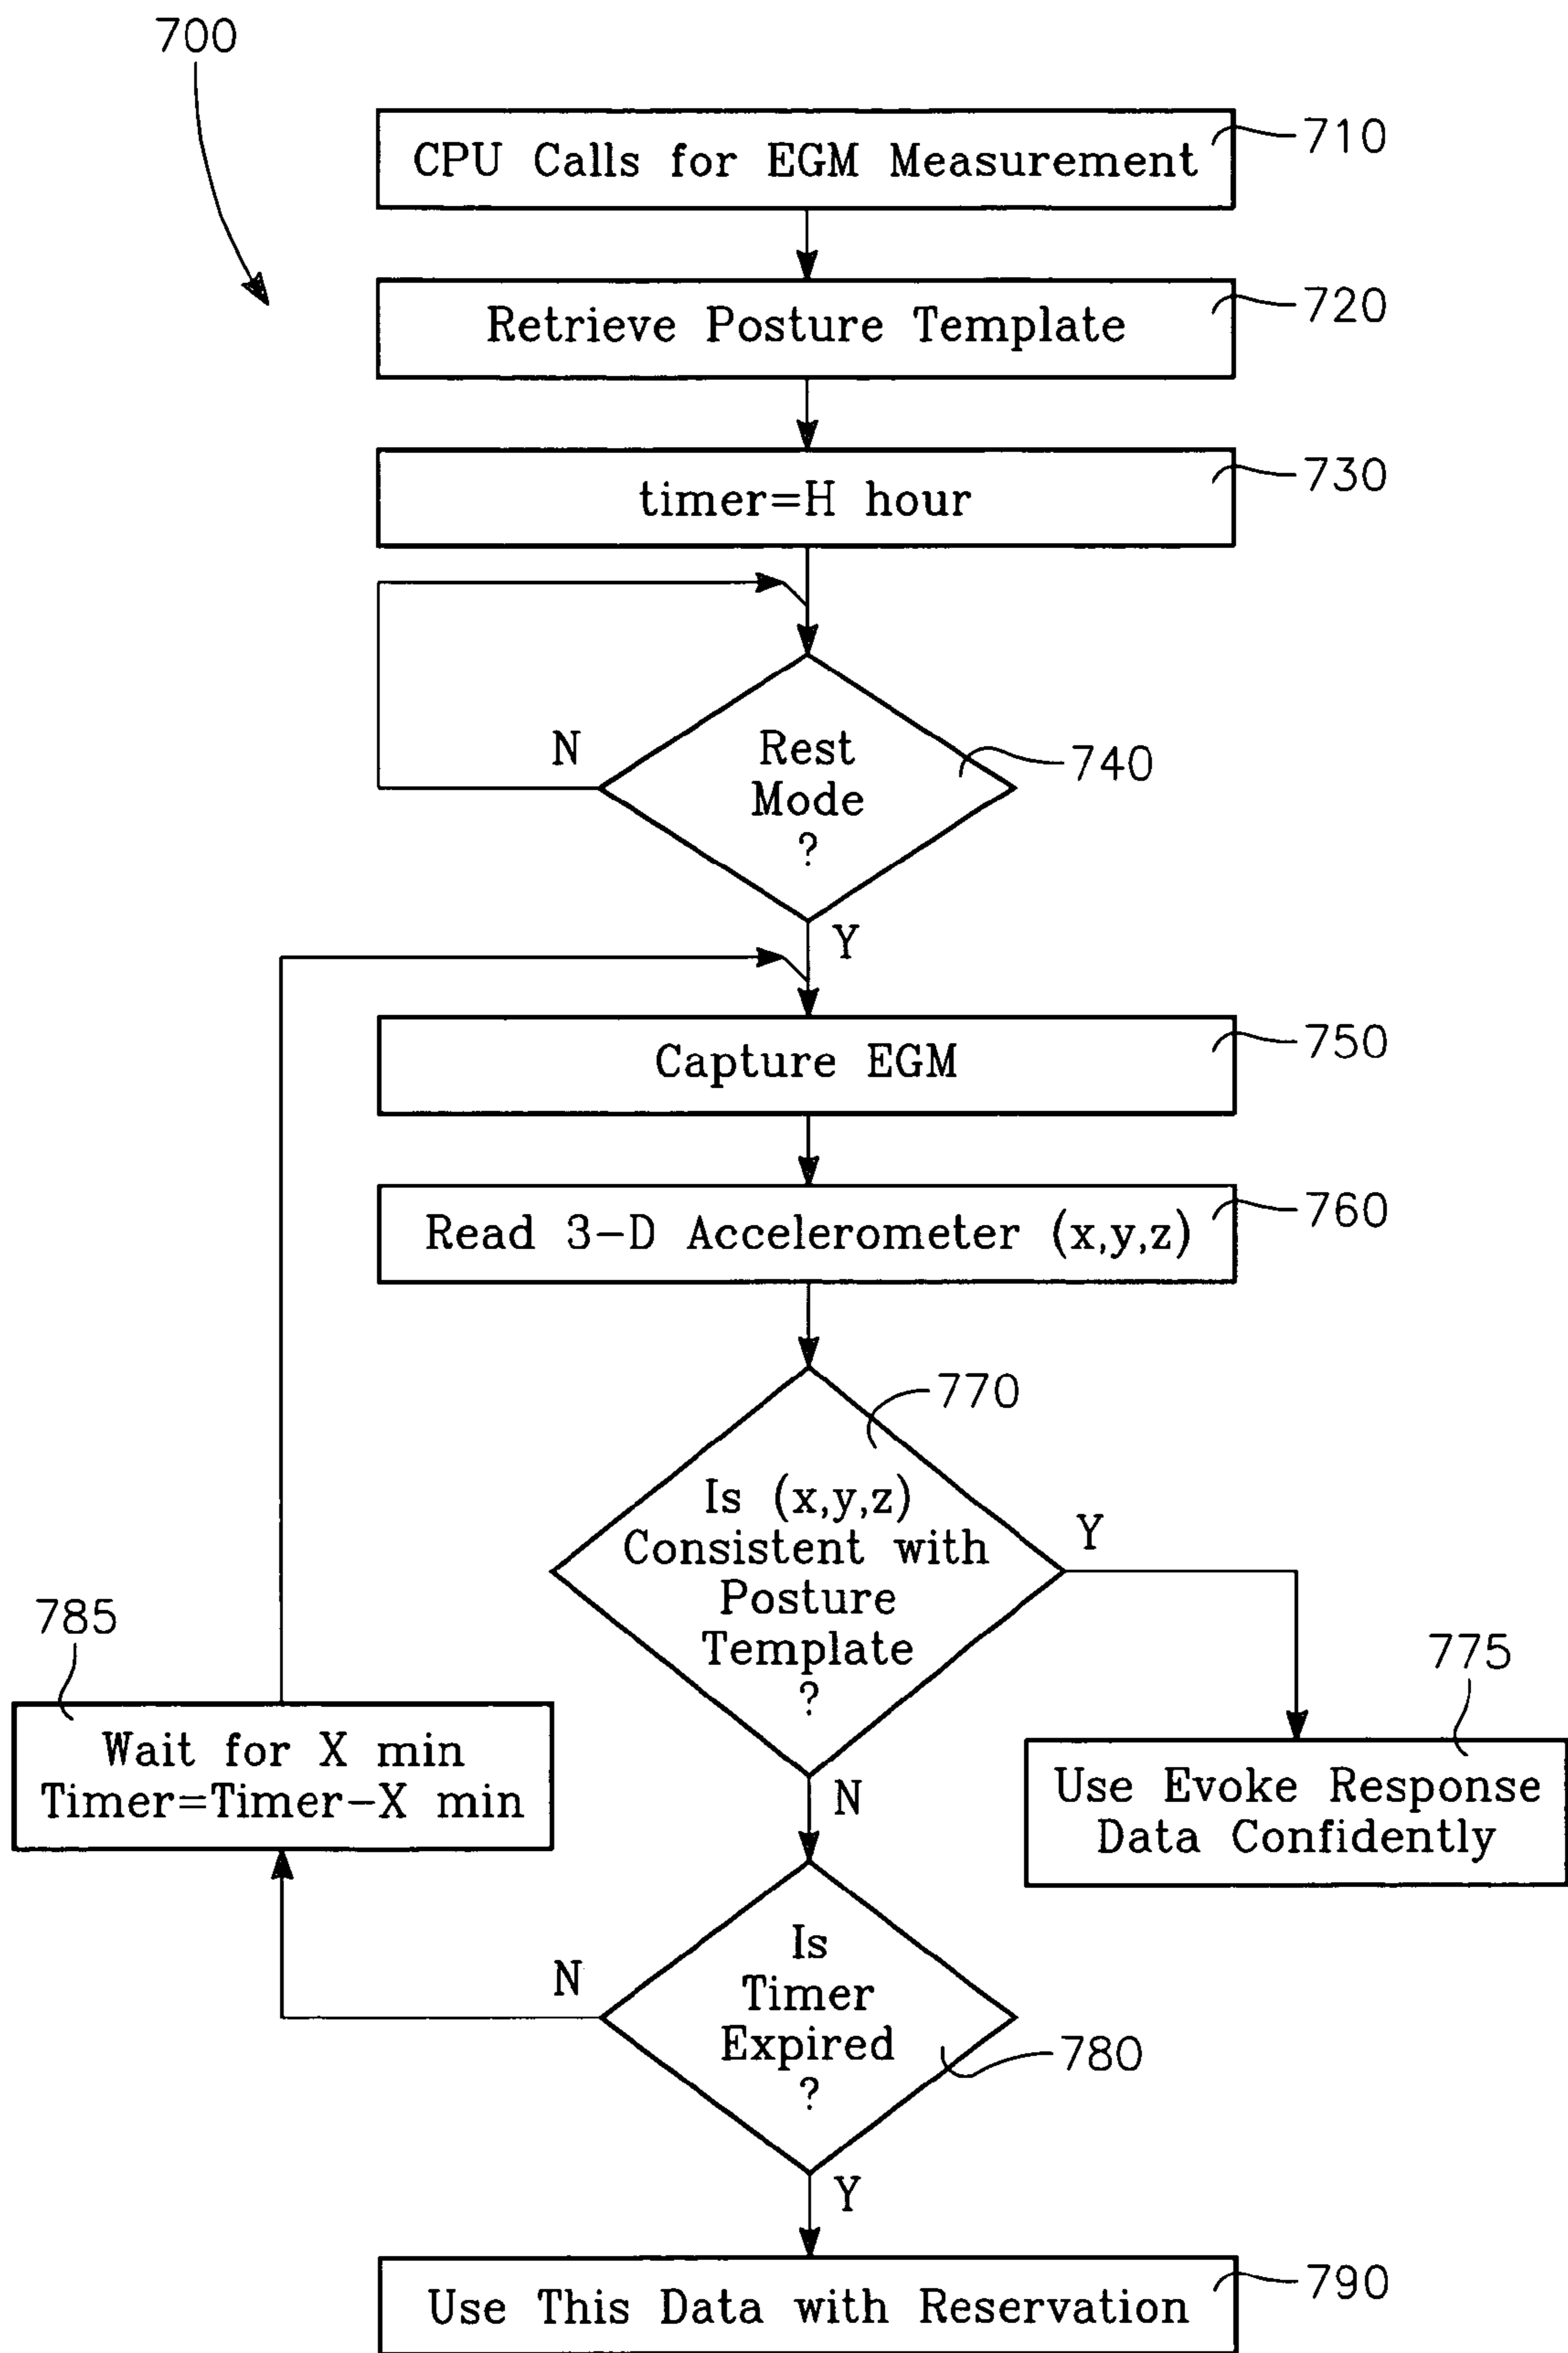 700
CPU Calls for EGM Measurement
710
Retrieve Posture Template
720
timer=H hour
730
Rest
Mode
?
740
N
Y
Capture EGM
750
Read 3-D Accelerometer (x,y,z)
760
770
Is (x,y,z)
Consistent with
Posture
Template
?
Y
N
775
Use Evoke Response
Data Confidently
785
Wait for X min
Timer=Timer-X min
Is
Timer
Expired
?
780
N
Y
Use This Data with Reservation
790